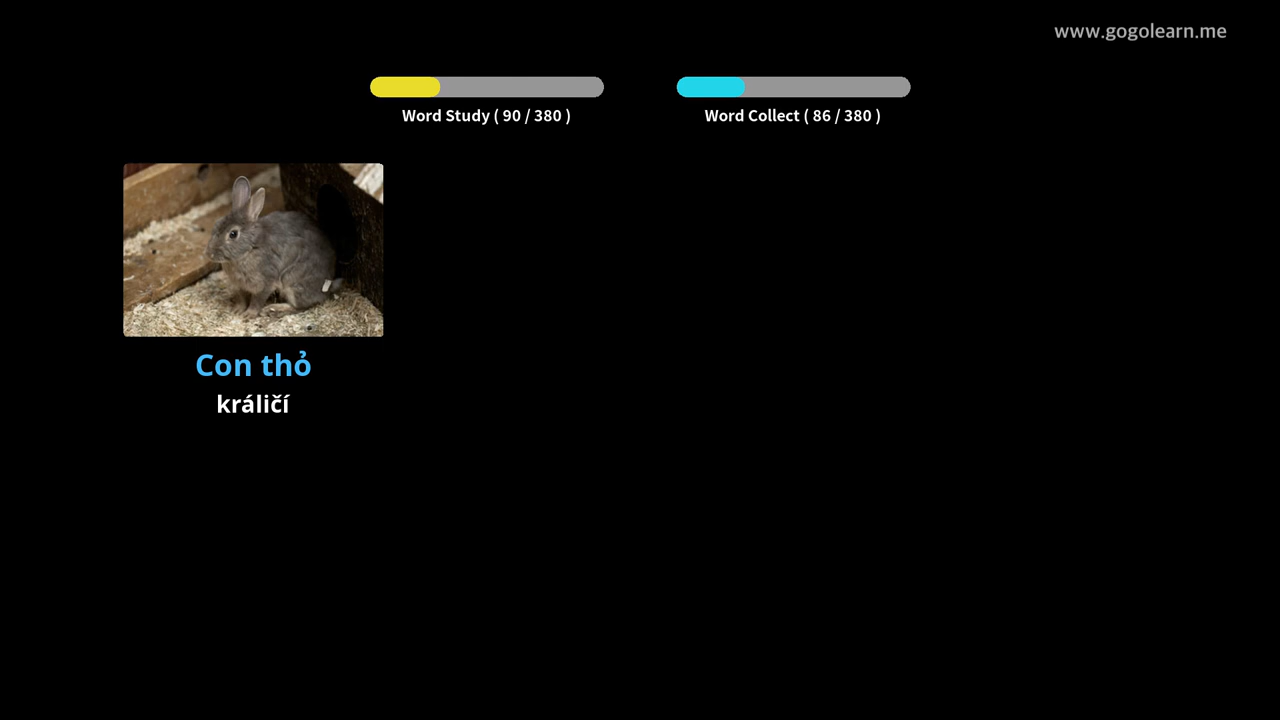 www.gogolearn.me
Word Study ( 90 / 380 )
Word Collect ( 86 / 380 )
Con thỏ
králičí